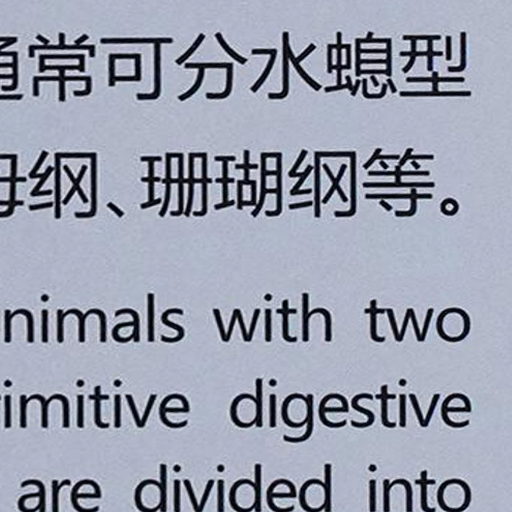 通常可分水螅型
母纲、珊瑚纲等。
nimals with two
rimitive digestive
are divided into